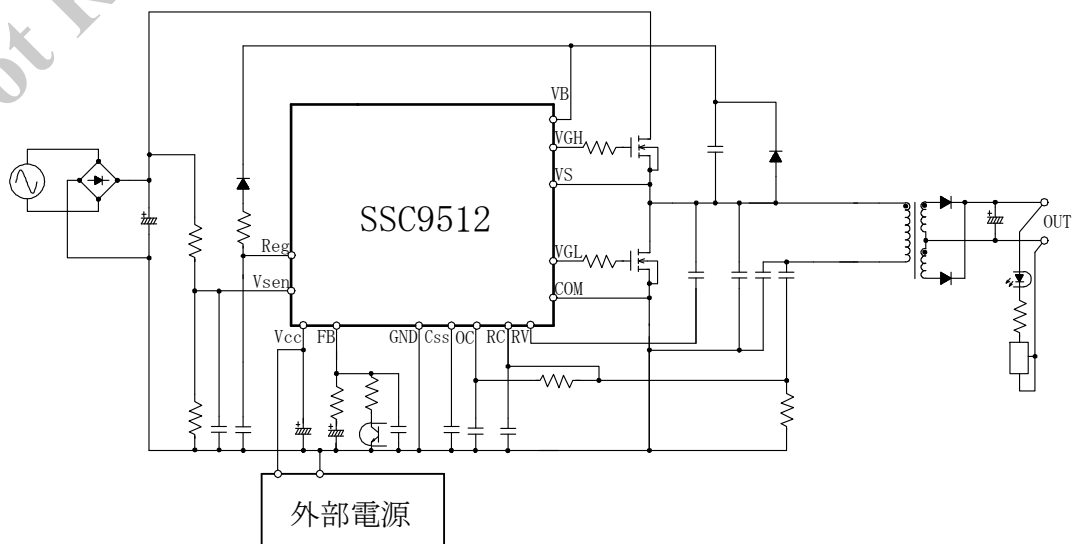 ot R
VB
VGH
VS
SSC9512
VGL
COM
Reg
Vsen
Vcc
FB
GND
Css
OC
RC
RV
OUT
外部電源